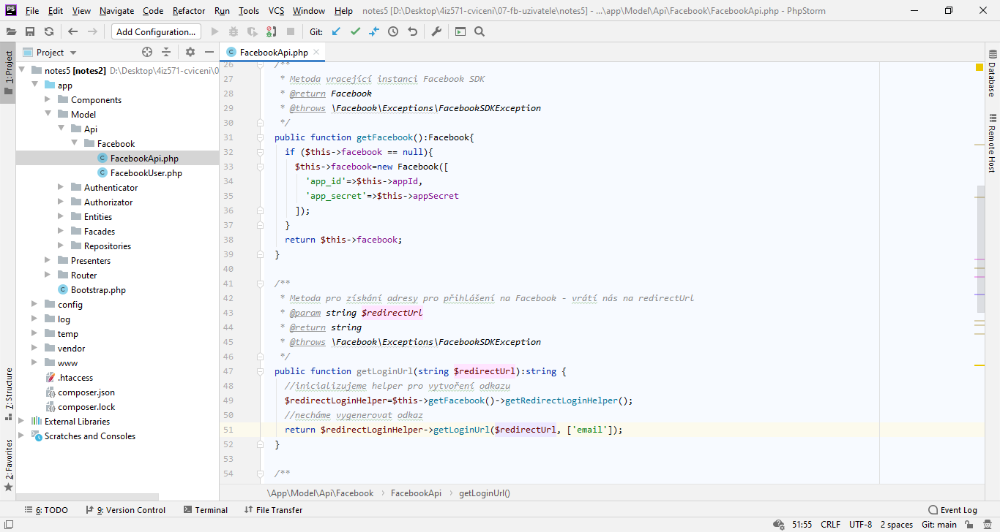 PS File Edit View Navigate Code Refactor Run Tools VCS Window Help notes5 [D:\Desktop\4iz571-cviceni\07-fb-uzivatele\notes5] - ...\app\Model\Api\Facebook\FacebookApi.php - PhpStorm
Add Configuration... Git:
1: Project
Project
FacebookApi.php
notes5 [notes2] D:\Desktop\4iz571-cviceni\0
app
Components
Model
Api
Facebook
FacebookApi.php
FacebookUser.php
Authenticator
Authorizator
Entities
Facades
Repositories
Presenters
Router
Bootstrap.php
config
log
temp
vendor
www
.htaccess
composer.json
composer.lock
External Libraries
Scratches and Consoles
7: Structure
2: Favorites
26 /**
27 * Metoda vracející instanci Facebook SDK
28 * @return Facebook
29 * @throws \Facebook\Exceptions\FacebookSDKException
30 */
31 public function getFacebook():Facebook{
32 if ($this->facebook == null){
33 $this->facebook=new Facebook([
34 'app_id'=>$this->appId,
35 'app_secret'=>$this->appSecret
36 ]);
37 }
38 return $this->facebook;
39 }
40
41 /**
42 * Metoda pro získání adresy pro přihlášení na Facebook - vrátí nás na redirectUrl
43 * @param string $redirectUrl
44 * @return string
45 * @throws \Facebook\Exceptions\FacebookSDKException
46 */
47 public function getLoginUrl(string $redirectUrl):string {
48 //inicializujeme helper pro vytvoření odkazu
49 $redirectLoginHelper=$this->getFacebook()->getRedirectLoginHelper();
50 //necháme vygenerovat odkaz
51 return $redirectLoginHelper->getLoginUrl($redirectUrl, ['email']);
52 }
53
54 /**
Database
Remote Host
\App\Model\Api\Facebook › FacebookApi › getLoginUrl()
6: TODO 9: Version Control Terminal File Transfer Event Log
51:55 CRLF UTF-8 2 spaces Git: main